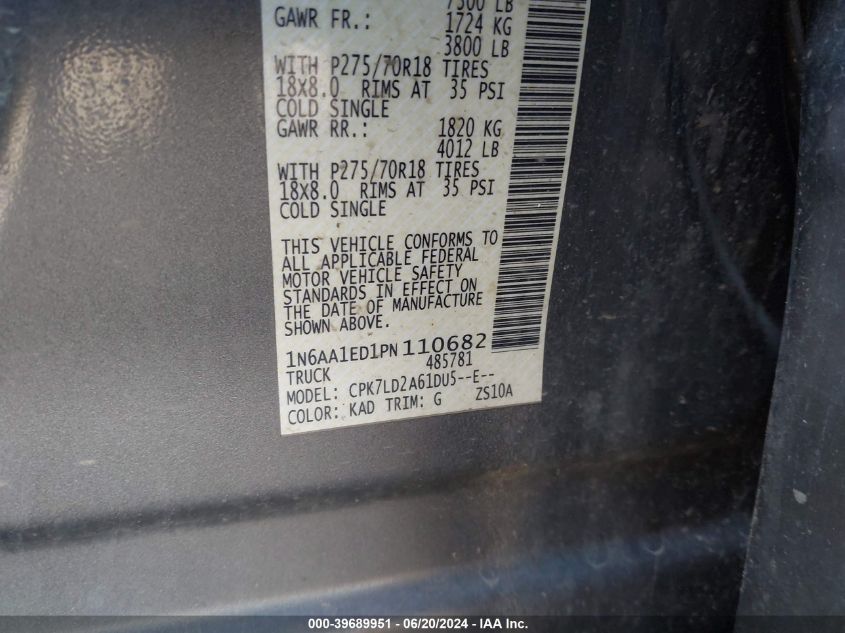 7300 LB
GAWR FR.: 1724 KG
3800 LB
WITH P275/70R18 TIRES
18X8.0 RIMS AT 35 PSI
COLD SINGLE
GAWR RR.: 1820 KG
4012 LB
WITH P275/70R18 TIRES
18X8.0 RIMS AT 35 PSI
COLD SINGLE
THIS VEHICLE CONFORMS TO
ALL APPLICABLE FEDERAL
MOTOR VEHICLE SAFETY
STANDARDS IN EFFECT ON
THE DATE OF MANUFACTURE
SHOWN ABOVE.
1N6AA1ED1PN110682
TRUCK 485781
MODEL: CPK7LD2A61DU5--E--
COLOR: KAD TRIM: G ZS10A
000-39689951 / 06/20/2024 - IAA Inc.